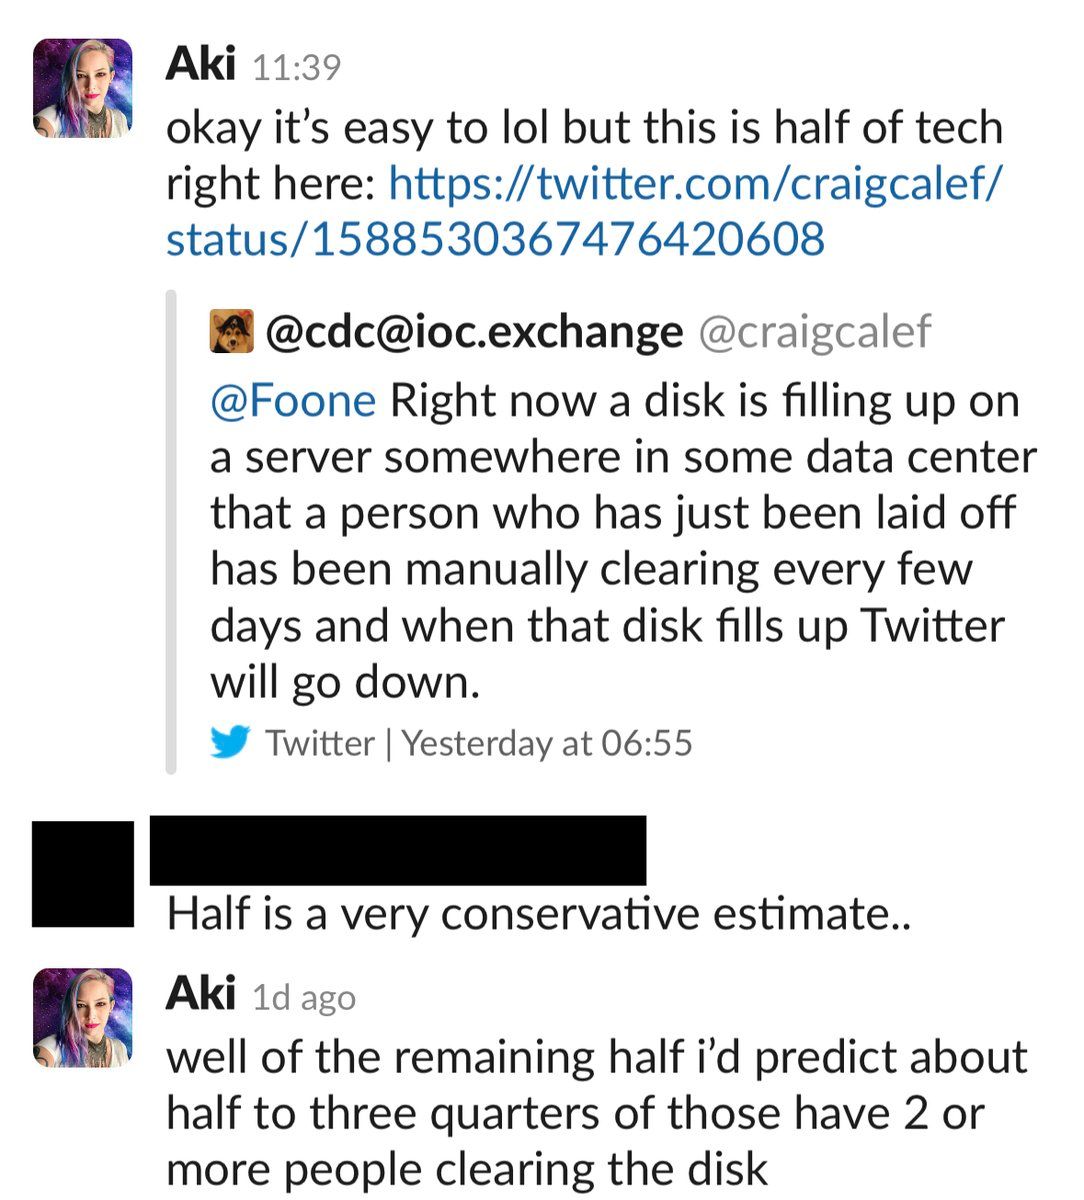 Aki 11:39
okay it’s easy to lol but this is half of tech
right here: https://twitter.com/craigcalef/
status/1588530367476420608
@cdc@ioc.exchange @craigcalef
@Foone Right now a disk is filling up on
a server somewhere in some data center
that a person who has just been laid off
has been manually clearing every few
days and when that disk fills up Twitter
will go down.
Twitter | Yesterday at 06:55
Half is a very conservative estimate..
Aki 1d ago
well of the remaining half i’d predict about
half to three quarters of those have 2 or
more people clearing the disk